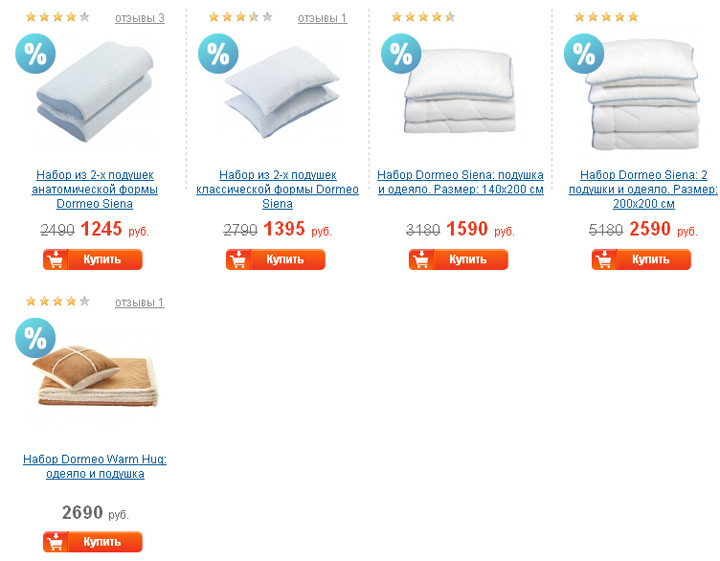 отзывы 3
%
Набор из 2-х подушек
анатомической формы
Dormeo Siena
2490 1245 руб.
Купить
отзывы 1
%
Набор из 2-х подушек
классической формы Dormeo
Siena
2790 1395 руб.
Купить
%
Набор Dormeo Siena: подушка
и одеяло. Размер: 140х200 см
3180 1590 руб.
Купить
%
Набор Dormeo Siena: 2
подушки и одеяло. Размер:
200х200 см
5180 2590 руб.
Купить
отзывы 1
%
Набор Dormeo Warm Hug:
одеяло и подушка
2690 руб.
Купить